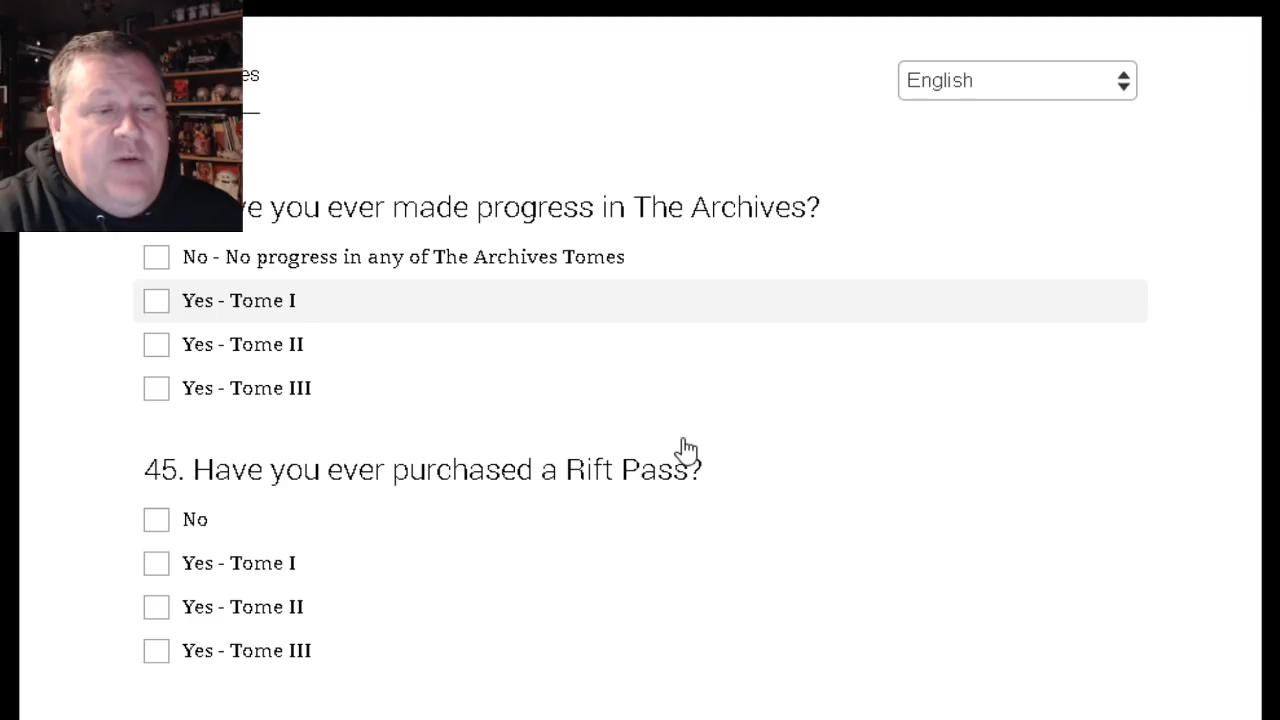 es
English
ve you ever made progress in The Archives?
No - No progress in any of The Archives Tomes
Yes - Tome I
Yes - Tome II
Yes - Tome III
45. Have you ever purchased a Rift Pass?
No
Yes - Tome I
Yes - Tome II
Yes - Tome III